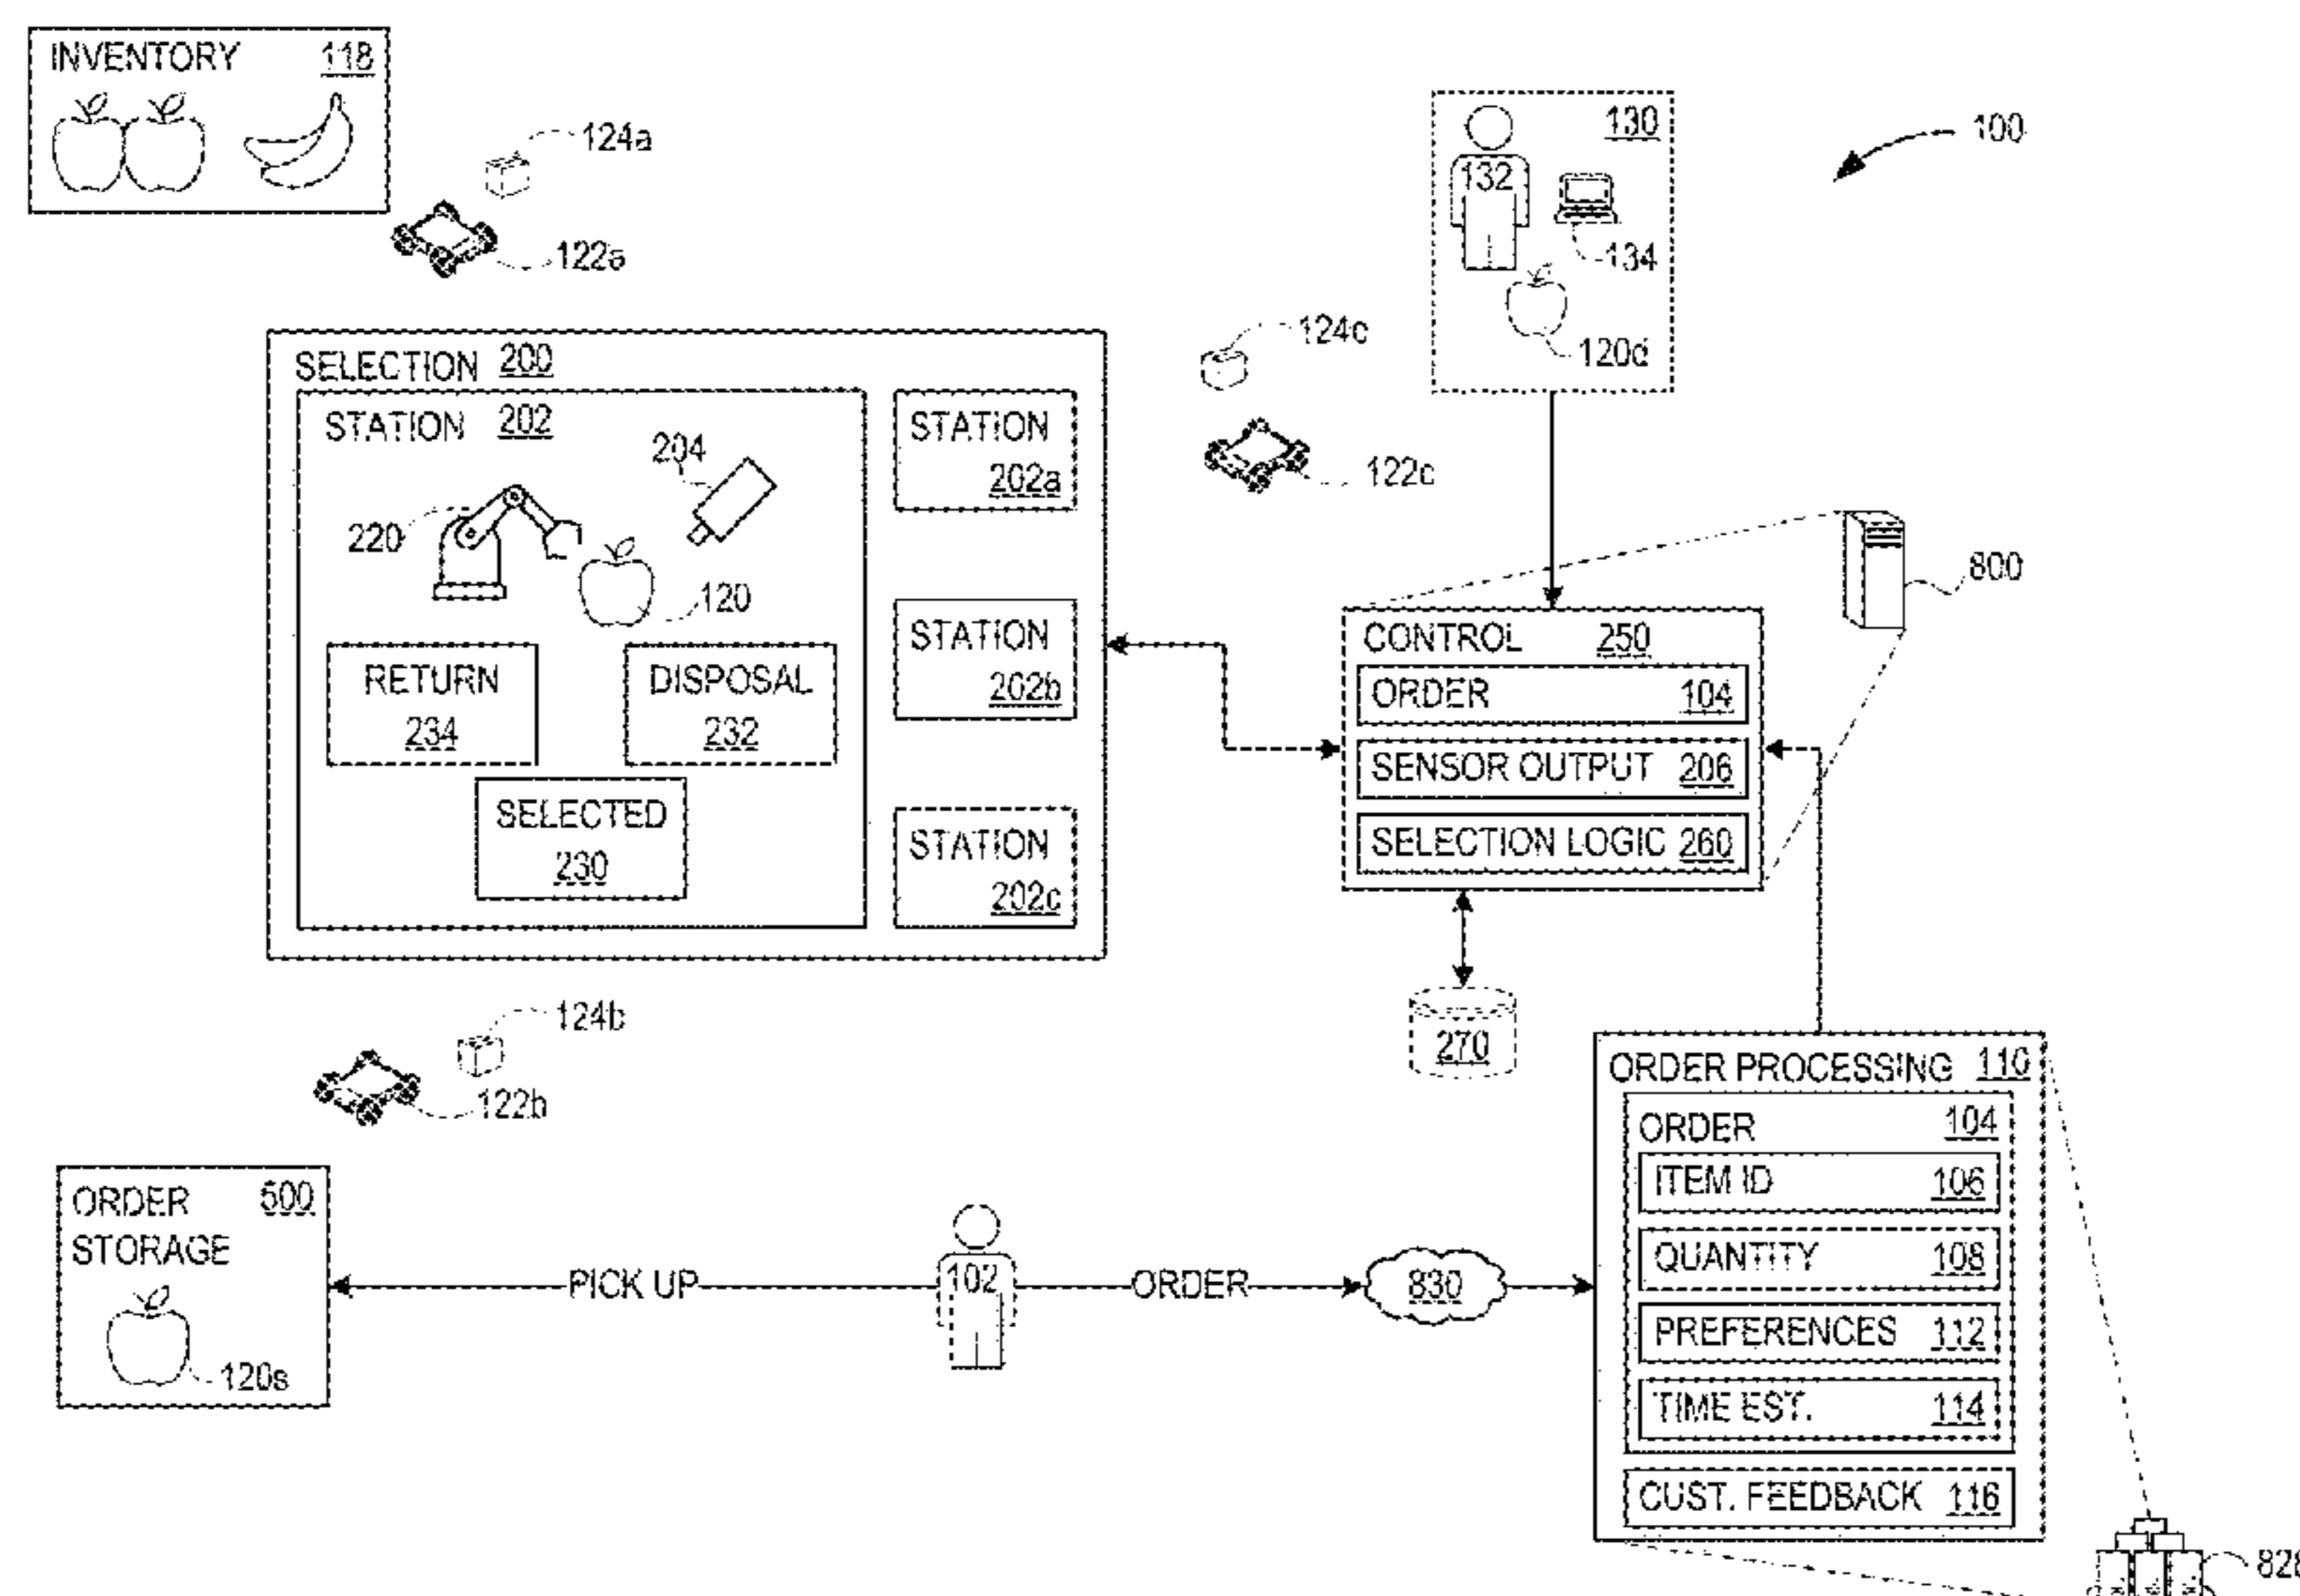 INVENTORY 118
124a
122a
130
132
134
120d
100
124c
122c
SELECTION 200
STATION 202
204
220
120
RETURN
234
DISPOSAL
232
SELECTED
230
STATION
202a
STATION
202b
STATION
202c
800
CONTROL 250
ORDER 104
SENSOR OUTPUT 206
SELECTION LOGIC 260
270
124b
122b
ORDER PROCESSING 110
ORDER 104
ITEM ID 106
QUANTITY 108
PREFERENCES 112
TIME EST. 114
CUST. FEEDBACK 116
ORDER 500
STORAGE
120s
PICK UP
102
ORDER
830